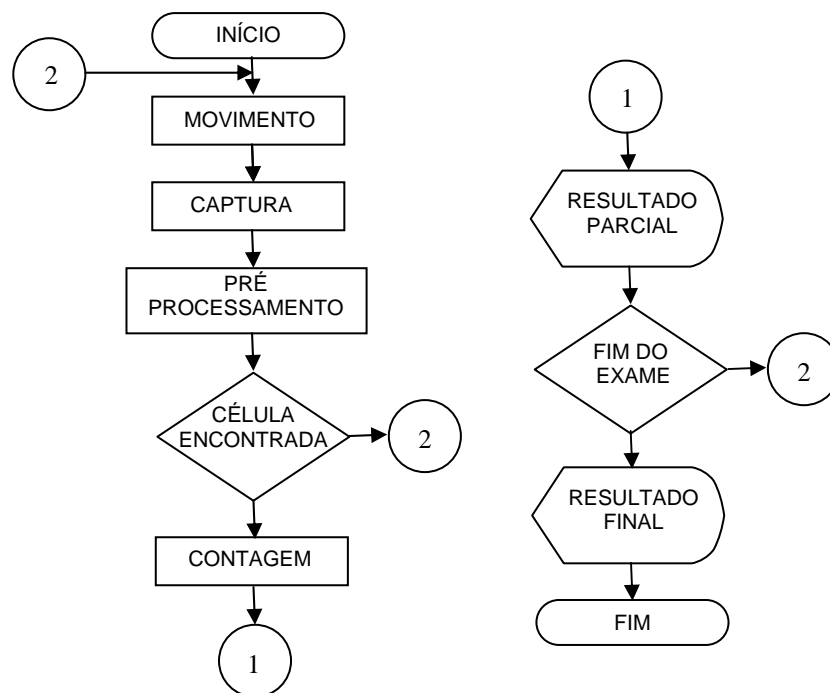 INÍCIO
2
MOVIMENTO
CAPTURA
PRÉ
PROCESSAMENTO
CÉLULA
ENCONTRADA
2
CONTAGEM
1
1
RESULTADO
PARCIAL
FIM DO
EXAME
2
RESULTADO
FINAL
FIM